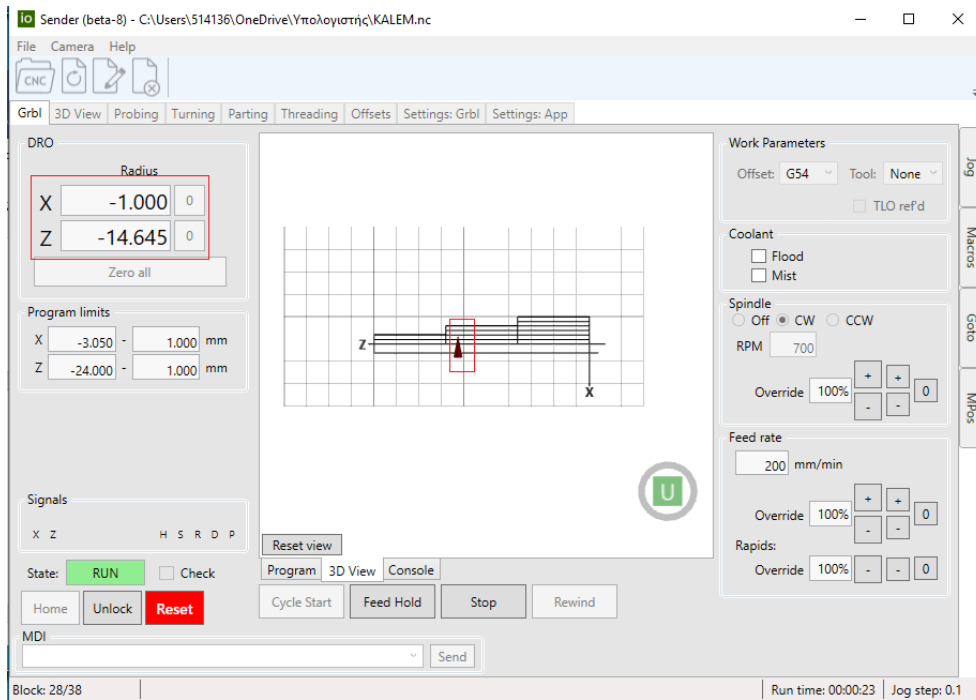 io Sender (beta-8) - C:\Users\514136\OneDrive\Υπολογιστής\KALEM.nc
File Camera Help
CNC
Grbl 3D View Probing Turning Parting Threading Offsets Settings: Grbl Settings: App
DRO
Radius
X -1.000 0
Z -14.645 0
Zero all
Program limits
X -3.050 - 1.000 mm
Z -24.000 - 1.000 mm
Signals
X Z H S R D P
State: RUN Check
Home Unlock Reset
MDI
Send
Z
X
U
Reset view
Program 3D View Console
Cycle Start Feed Hold Stop Rewind
Work Parameters
Offset: G54 Tool: None
TLO ref'd
Coolant
Flood
Mist
Spindle
Off CW CCW
RPM 700
Override 100% + + 0
- -
Feed rate
200 mm/min
Override 100% + + 0
- -
Rapids:
Override 100% - - 0
Jog
Macros
Goto
MPos
Block: 28/38
Run time: 00:00:23 Jog step: 0.1